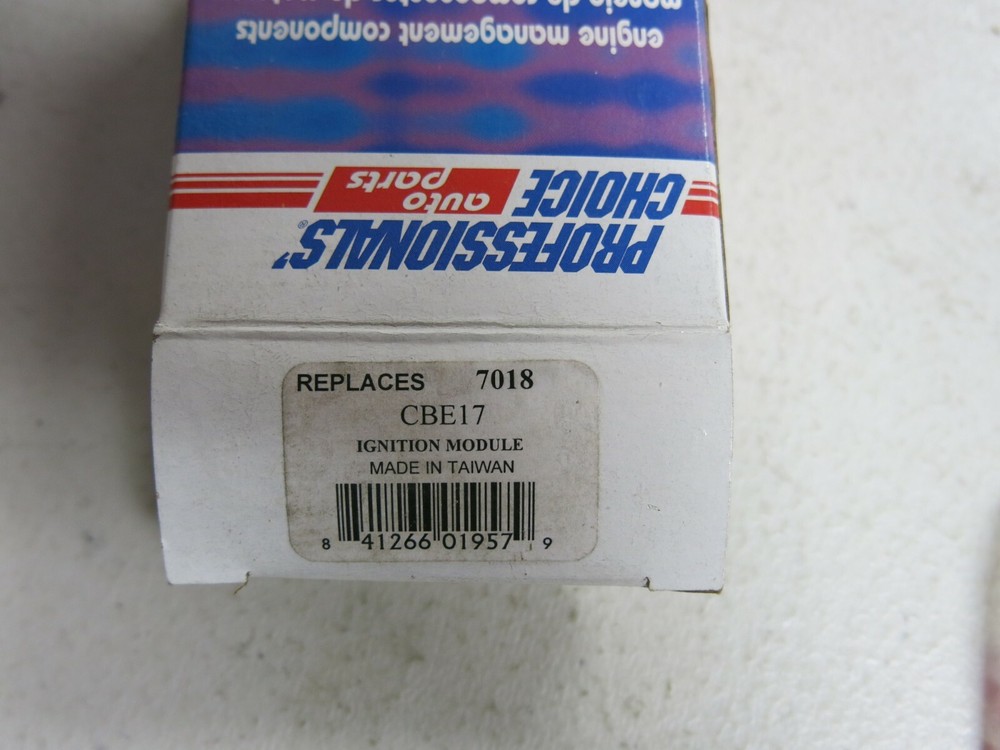 PROFESSIONALS'®
CHOICE auto parts
engine management components
REPLACES 7018
CBE17
IGNITION MODULE
MADE IN TAIWAN
8 41266 01957 9